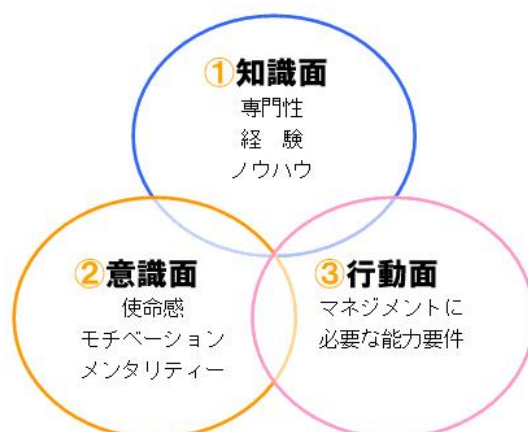 ①知識面
専門性
経　験
ノウハウ
②意識面
使命感
モチベーション
メンタリティー
③行動面
マネジメントに
必要な能力要件